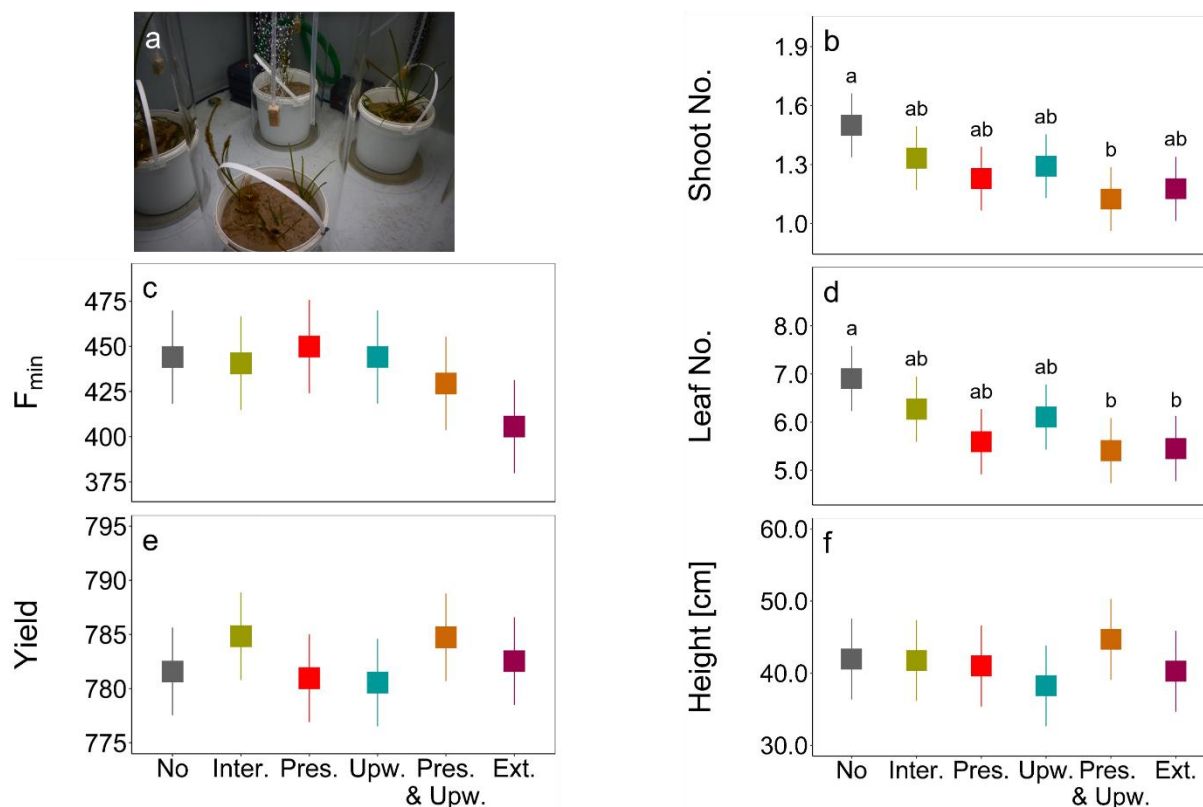 a
b
Shoot No.
1.9
1.6
1.3
1.0
a
ab
ab
ab
b
ab
c
F_min
475
450
425
400
375
d
Leaf No.
8.0
7.0
6.0
5.0
a
ab
ab
ab
b
b
e
Yield
795
790
785
780
775
No Inter. Pres. Upw. Pres. Ext.
& Upw.
f
Height [cm]
60.0
50.0
40.0
30.0
No Inter. Pres. Upw. Pres. Ext.
& Upw.